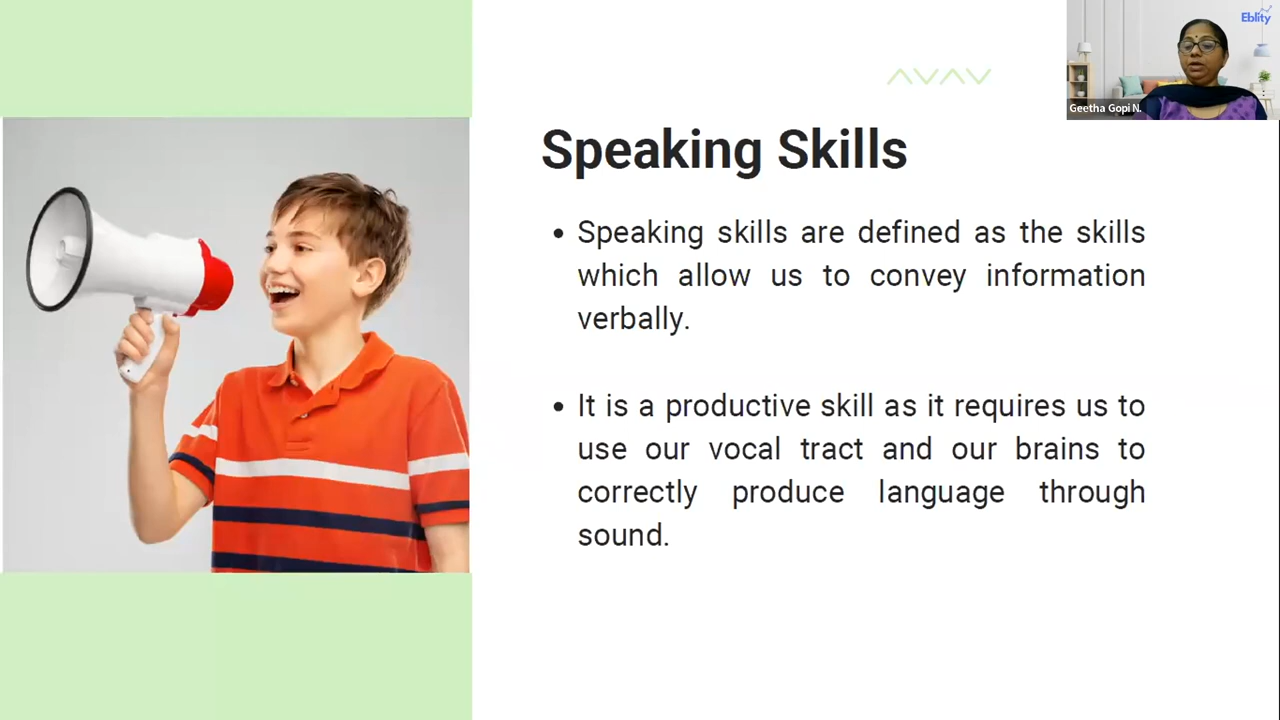 Eblity
Geetha Gopi N.
Speaking Skills
• Speaking skills are defined as the skills
which allow us to convey information
verbally.
• It is a productive skill as it requires us to
use our vocal tract and our brains to
correctly produce language through
sound.